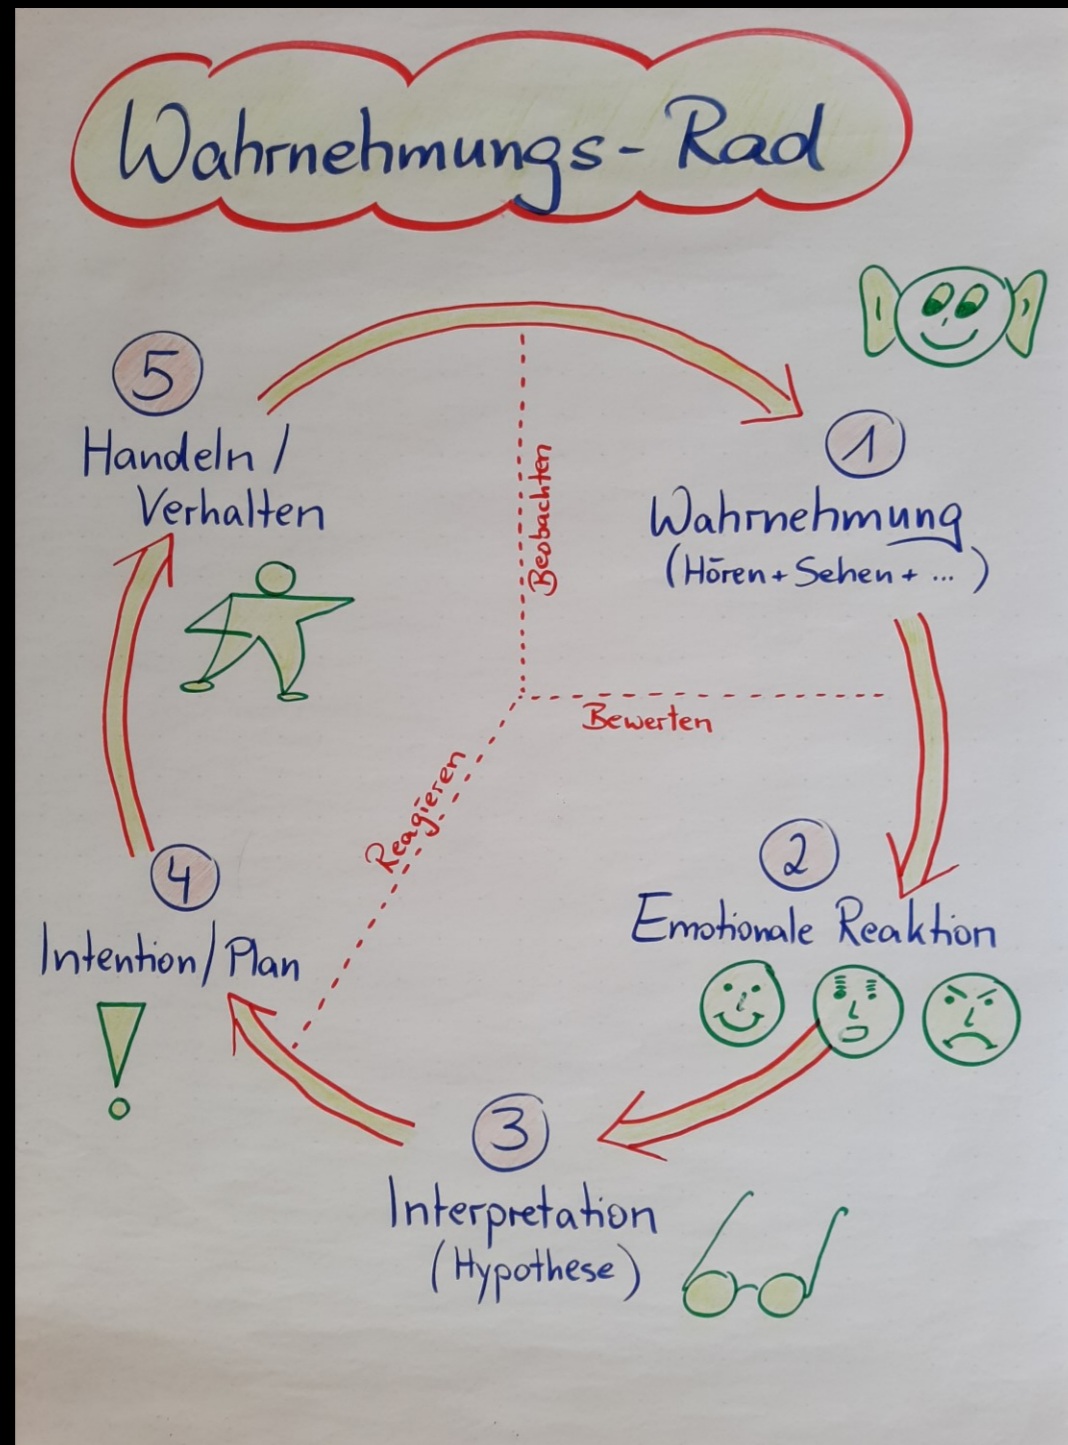 Wahrnehmungs-Rad
1
Wahrnehmung
(Hören + Sehen + ... )
2
Emotionale Reaktion
3
Interpretation
(Hypothese)
4
Intention/Plan
!
5
Handeln /
Verhalten
Beobachten
Bewerten
Reagieren